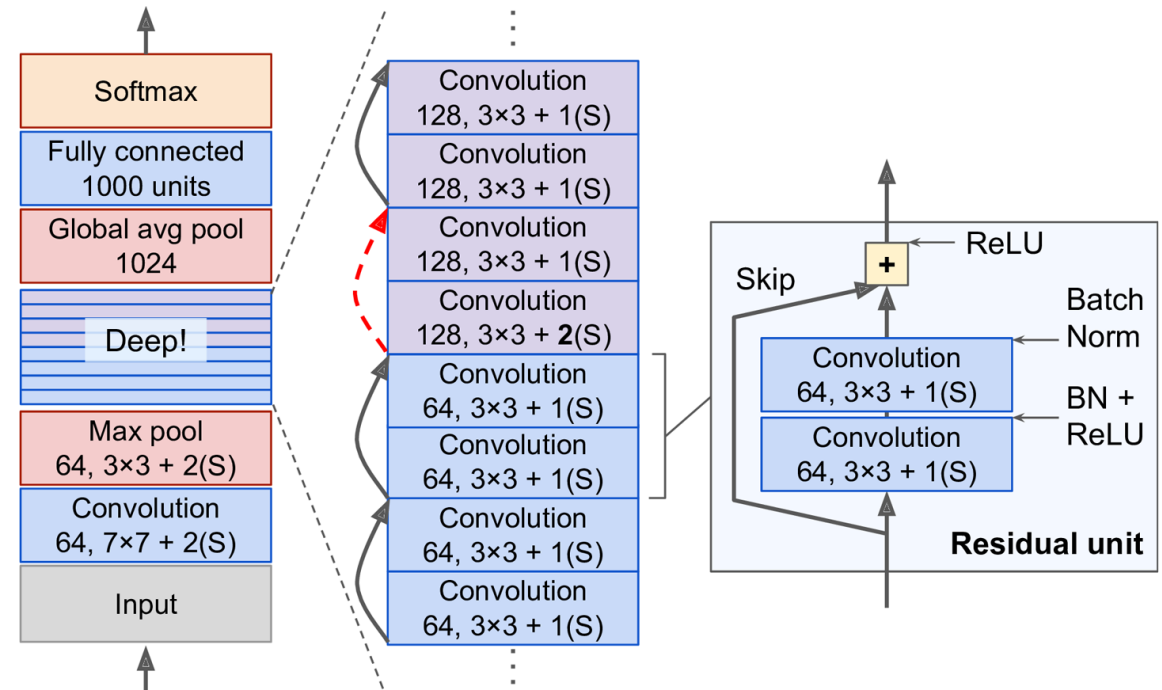 Softmax
Fully connected
1000 units
Global avg pool
1024
Deep!
Max pool
64, 3×3 + 2(S)
Convolution
64, 7×7 + 2(S)
Input
Convolution
128, 3×3 + 1(S)
Convolution
128, 3×3 + 1(S)
Convolution
128, 3×3 + 1(S)
Convolution
128, 3×3 + 2(S)
Convolution
64, 3×3 + 1(S)
Convolution
64, 3×3 + 1(S)
Convolution
64, 3×3 + 1(S)
Convolution
64, 3×3 + 1(S)
+
ReLU
Skip
Batch
Norm
Convolution
64, 3×3 + 1(S)
BN +
ReLU
Convolution
64, 3×3 + 1(S)
Residual unit